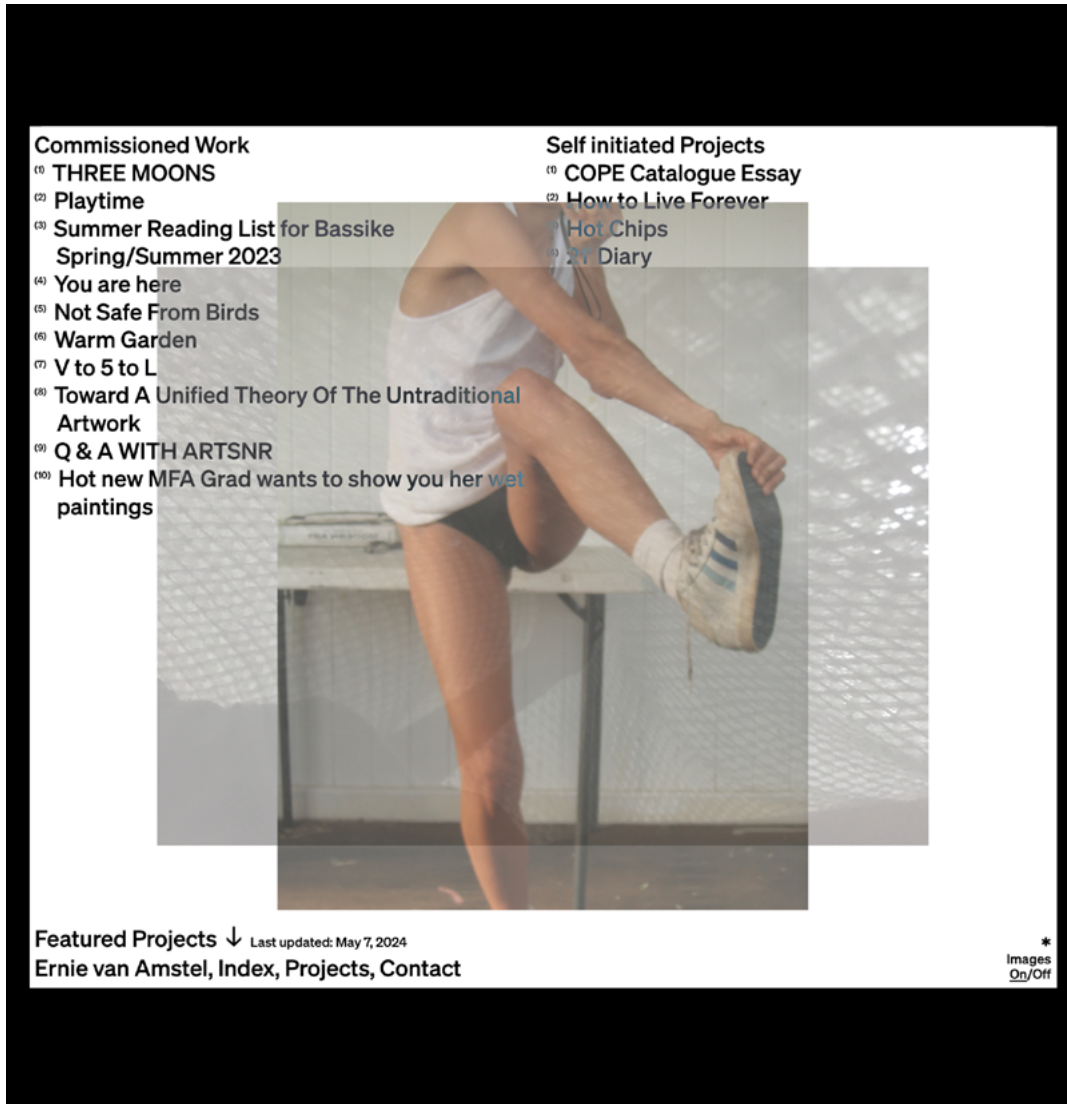 Commissioned Work
(1) THREE MOONS
(2) Playtime
(3) Summer Reading List for Bassike
Spring/Summer 2023
(4) You are here
(5) Not Safe From Birds
(6) Warm Garden
(7) V to 5 to L
(8) Toward A Unified Theory Of The Untraditional
Artwork
(9) Q & A WITH ARTSNR
(10) Hot new MFA Grad wants to show you her wet
paintings
Self initiated Projects
(1) COPE Catalogue Essay
(2) How to Live Forever
(3) Hot Chips
(4) 21 Diary
Featured Projects ↓ Last updated: May 7, 2024
Ernie van Amstel, Index, Projects, Contact
*
Images
On/Off